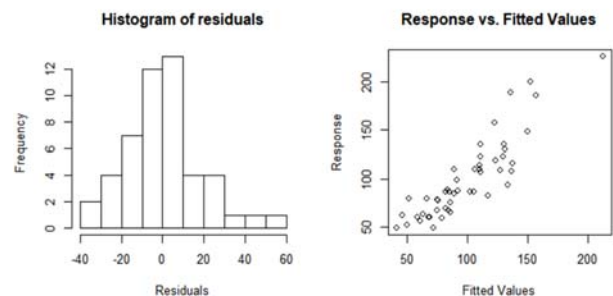 Histogram of residuals
Frequency
0 2 4 6 8 12
-40 -20 0 20 40 60
Residuals
Response vs. Fitted Values
Response
50 100 150 200
50 100 150 200
Fitted Values